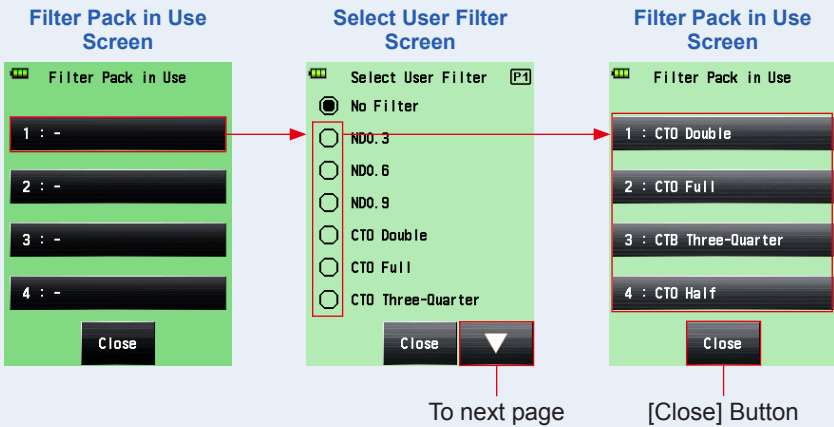 Filter Pack in Use
Screen
Filter Pack in Use
1 : -
2 : -
3 : -
4 : -
Close
Select User Filter
Screen
Select User Filter P1
No Filter
ND0.3
ND0.6
ND0.9
CTO Double
CTO Full
CTO Three-Quarter
Close
To next page
Filter Pack in Use
Screen
Filter Pack in Use
1 : CTO Double
2 : CTO Full
3 : CTB Three-Quarter
4 : CTO Half
Close
[Close] Button